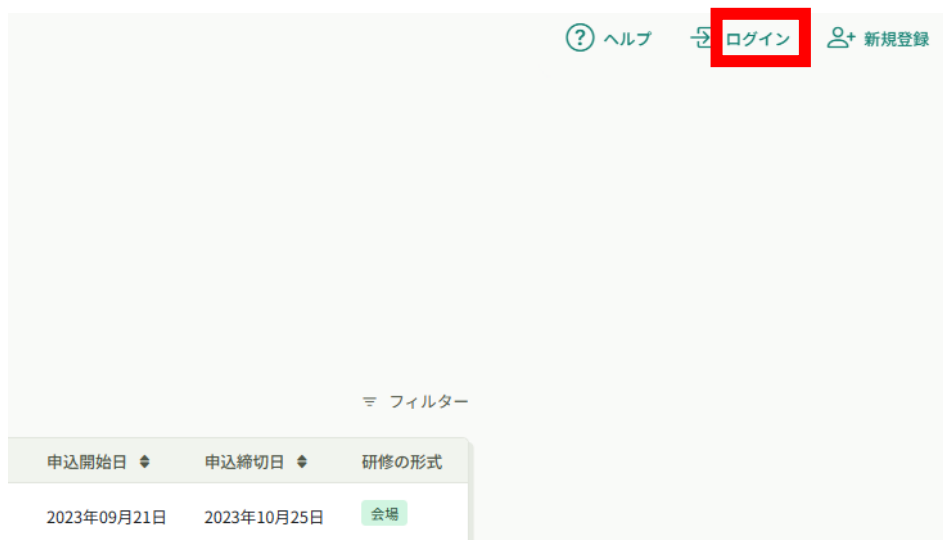 ? ヘルプ ログイン 新規登録
フィルター
申込開始日 申込締切日 研修の形式
2023年09月21日 2023年10月25日 会場